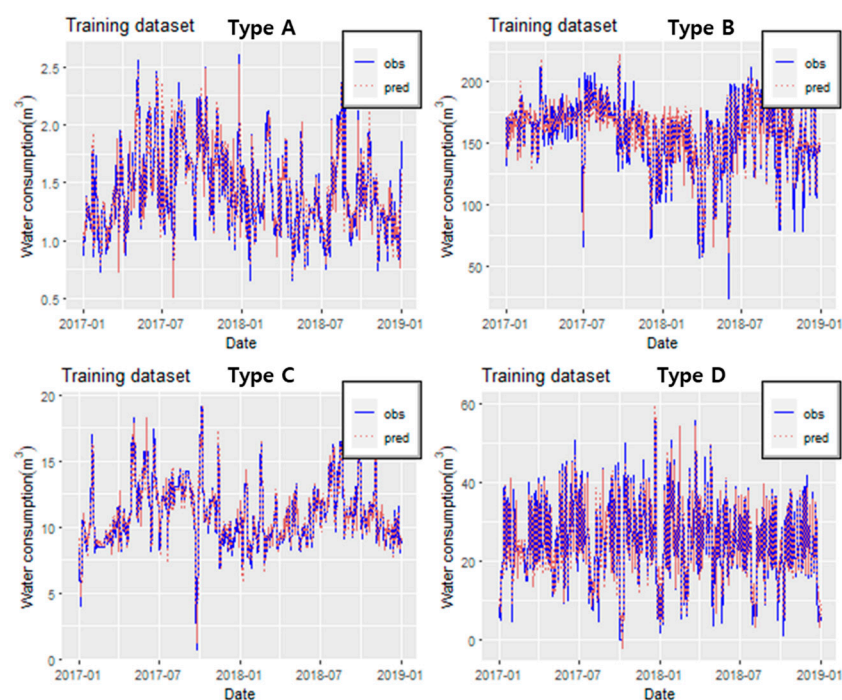 Training dataset Type A
obs
pred
Water consumption(m³)
2.5
2.0
1.5
1.0
0.5
2017-01 2017-07 2018-01 2018-07 2019-01
Date
Training dataset Type B
obs
pred
Water consumption(m³)
200
150
100
50
2017-01 2017-07 2018-01 2018-07 2019-01
Date
Training dataset Type C
obs
pred
Water consumption(m³)
20
15
10
5
0
2017-01 2017-07 2018-01 2018-07 2019-01
Date
Training dataset Type D
obs
pred
Water consumption(m³)
60
40
20
0
2017-01 2017-07 2018-01 2018-07 2019-01
Date